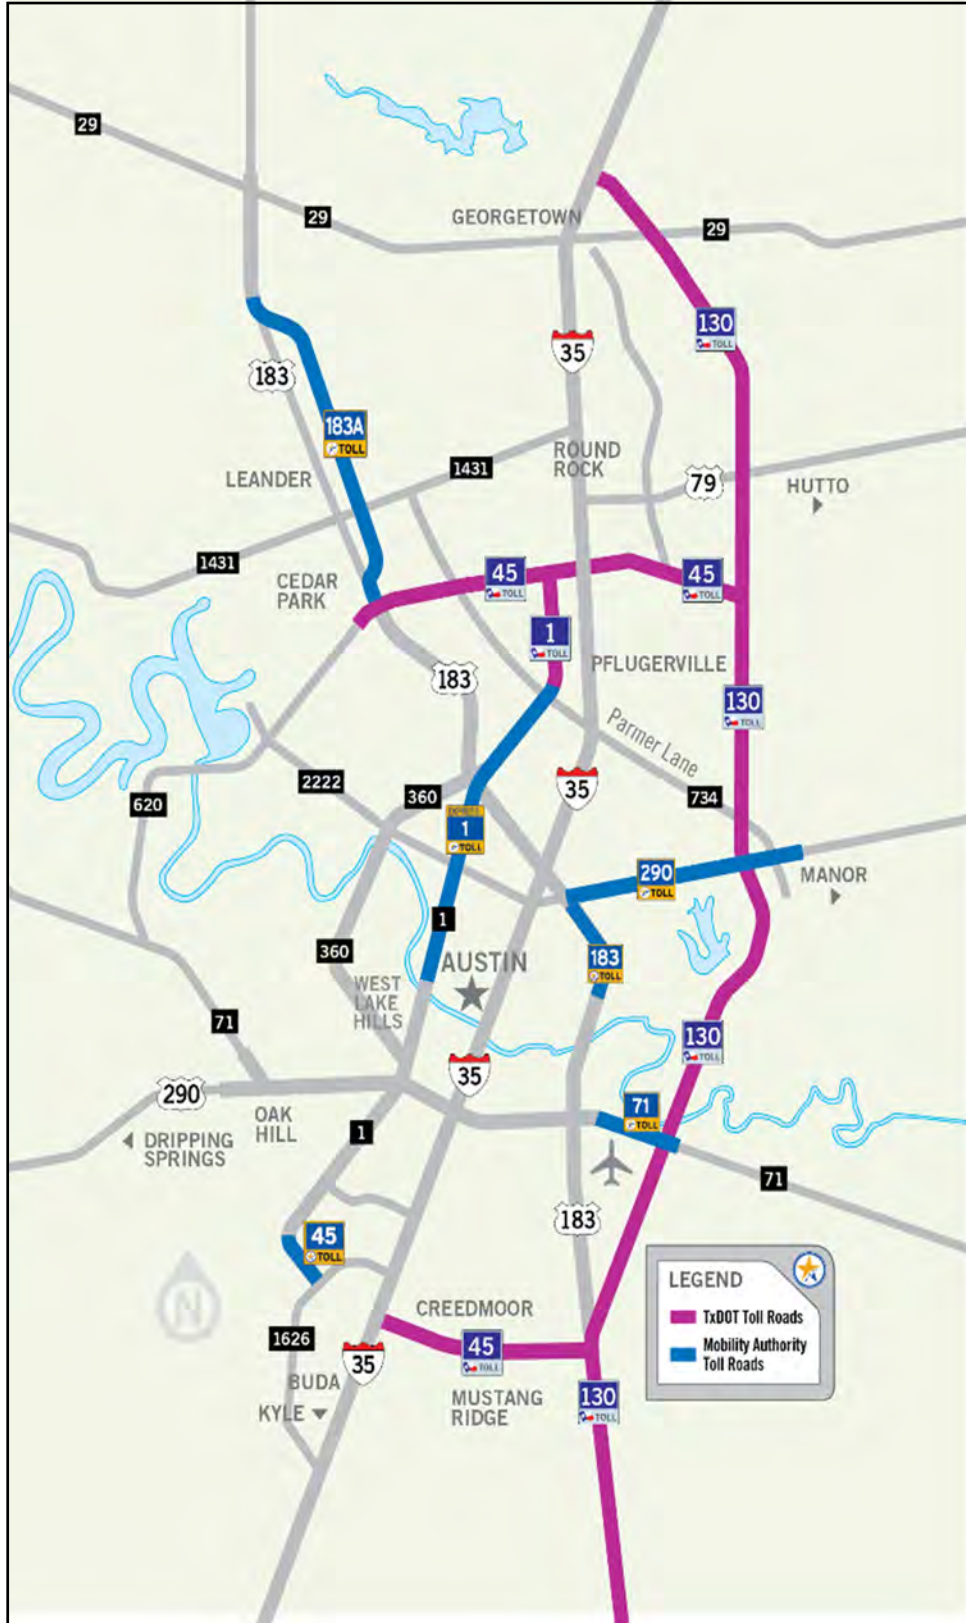 29
29
GEORGETOWN
29
130
TOLL
35
183
183A
TOLL
ROUND
ROCK
LEANDER
1431
79
HUTTO
1431
CEDAR
PARK
45
TOLL
45
TOLL
1
TOLL
PFLUGERVILLE
183
130
TOLL
Parmer Lane
2222
35
360
734
620
EXPRESS
1
TOLL
290
TOLL
MANOR
1
360
AUSTIN
183
TOLL
WEST
LAKE
HILLS
71
130
TOLL
35
290
OAK
HILL
71
TOLL
1
DRIPPING
SPRINGS
71
183
45
TOLL
N
LEGEND
TxDOT Toll Roads
Mobility Authority
Toll Roads
CREEDMOOR
1626
35
45
TOLL
BUDA
130
TOLL
MUSTANG
RIDGE
KYLE